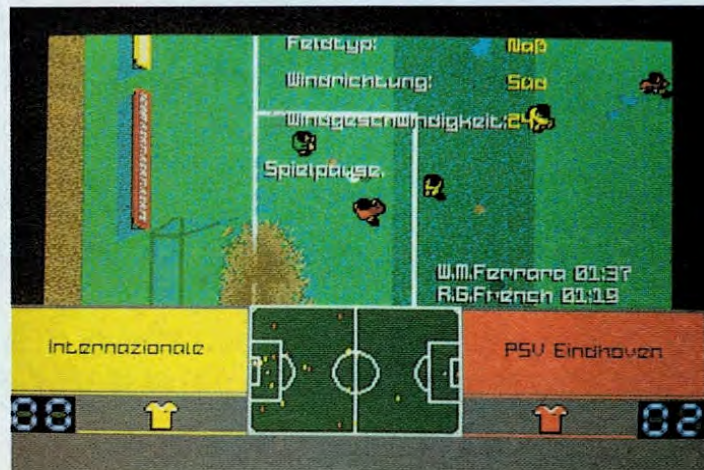 Feldtyp: Naß
Windrichtung: Süd
Windgeschwindigkeit:24
Spielpause.
W.M.Ferrara 01:37
R.G.French 01:19
Internazionale
PSV Eindhoven
00
02